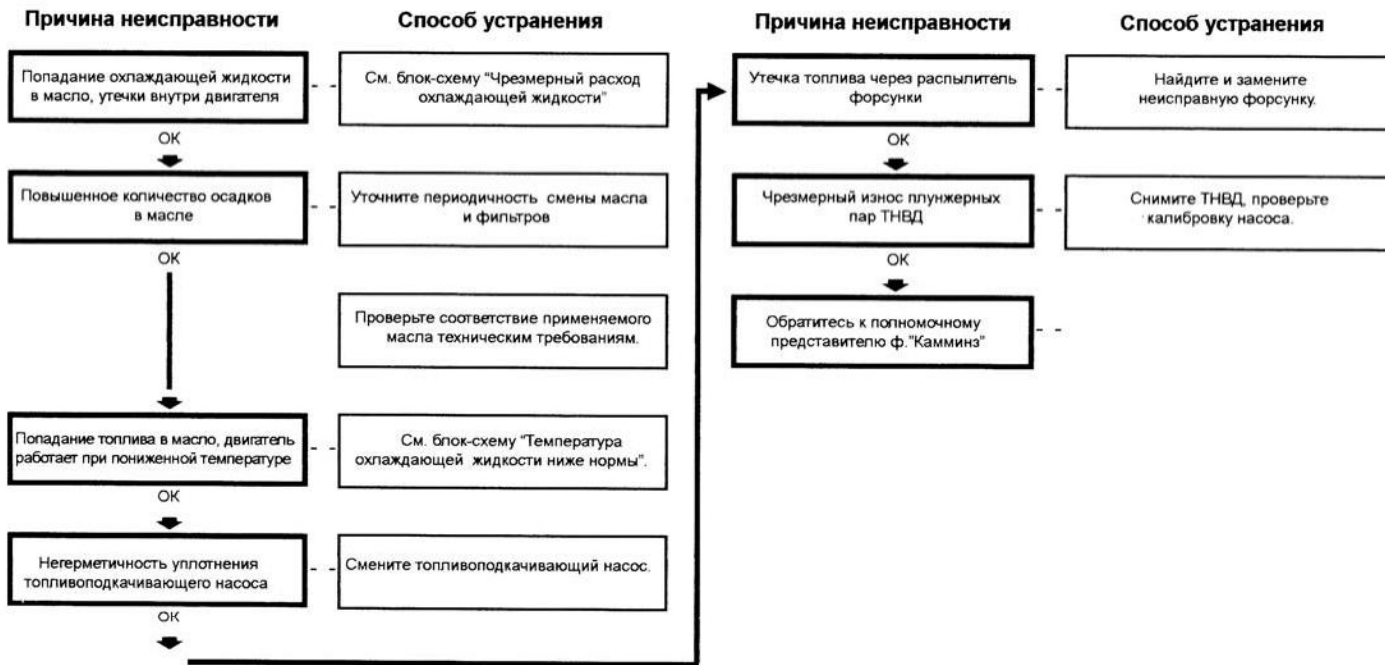 Причина неисправности
Способ устранения
Попадание охлаждающей жидкости
в масло, утечки внутри двигателя
См. блок-схему “Чрезмерный расход
охлаждающей жидкости”
ОК
Повышенное количество осадков
в масле
Уточните периодичность смены масла
и фильтров
ОК
Проверьте соответствие применяемого
масла техническим требованиям.
Попадание топлива в масло, двигатель
работает при пониженной температуре
См. блок-схему “Температура
охлаждающей жидкости ниже нормы”.
ОК
Негерметичность уплотнения
топливоподкачивающего насоса
Смените топливоподкачивающий насос.
ОК
Причина неисправности
Способ устранения
Утечка топлива через распылитель
форсунки
Найдите и замените
неисправную форсунку.
ОК
Чрезмерный износ плунжерных
пар ТНВД
Снимите ТНВД, проверьте
калибровку насоса.
ОК
Обратитесь к полномочному
представителю ф.”Камминз”